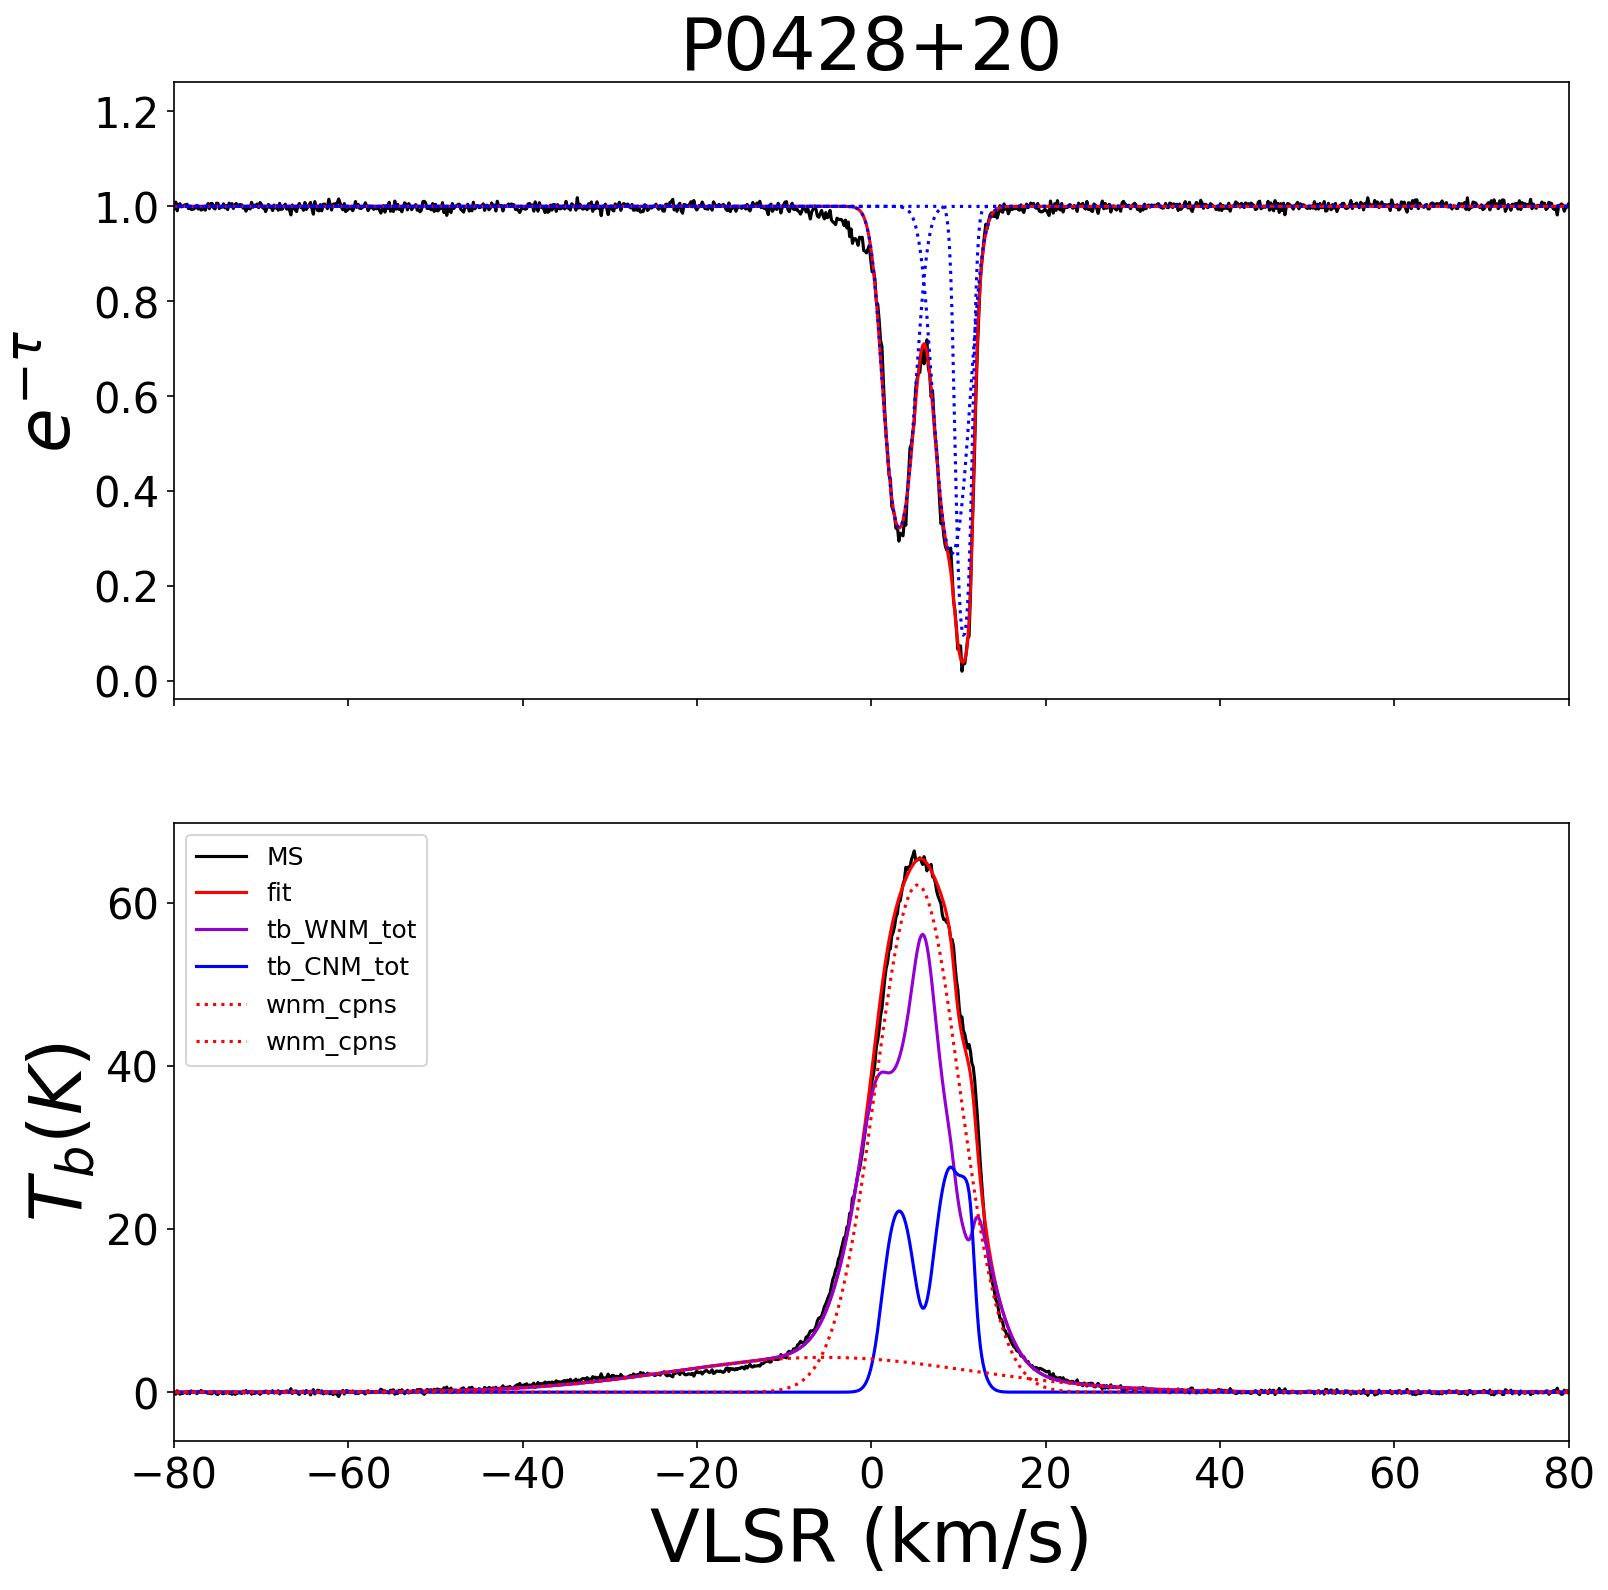 P0428+20
1.2
1.0
0.8
0.6
0.4
0.2
0.0
e^{−τ}
MS
fit
tb_WNM_tot
tb_CNM_tot
wnm_cpns
wnm_cpns
60
40
20
0
T_b(K)
−80 −60 −40 −20 0 20 40 60 80
VLSR (km/s)